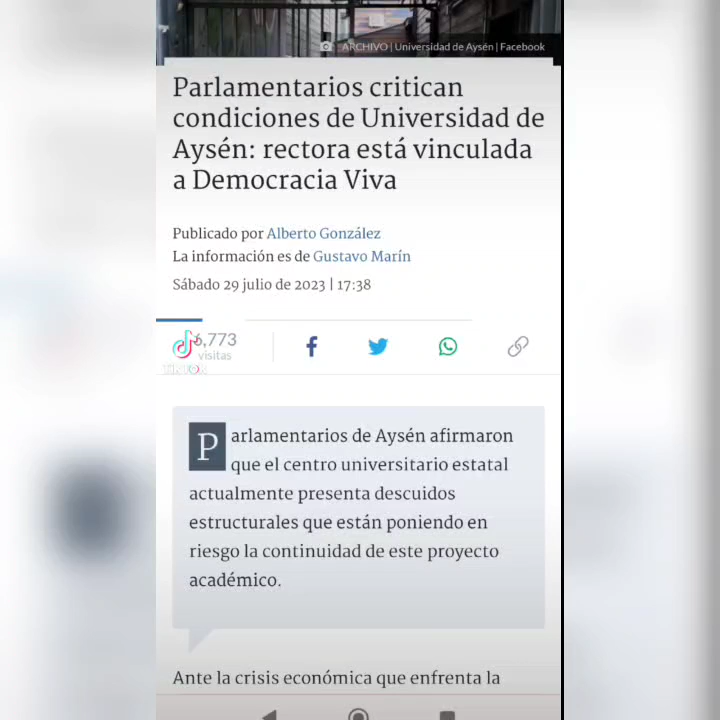 ARCHIVO | Universidad de Aysén | Facebook
Parlamentarios critican
condiciones de Universidad de
Aysén: rectora está vinculada
a Democracia Viva
Publicado por Alberto González
La información es de Gustavo Marín
Sábado 29 julio de 2023 | 17:38
6,773
visitas
TikTok
Parlamentarios de Aysén afirmaron
que el centro universitario estatal
actualmente presenta descuidos
estructurales que están poniendo en
riesgo la continuidad de este proyecto
académico.
Ante la crisis económica que enfrenta la